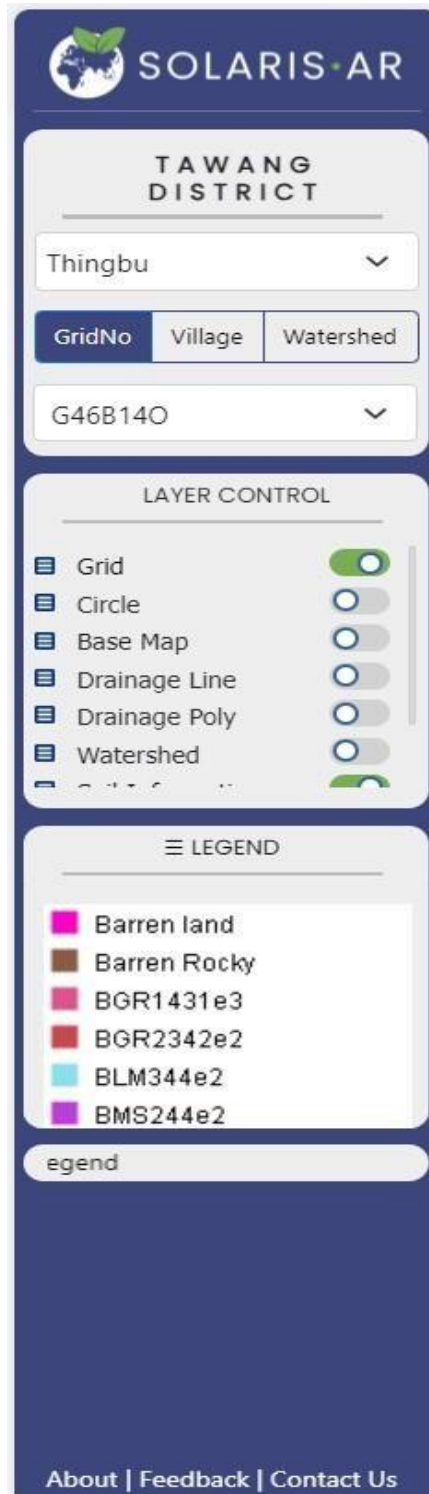 SOLARIS·AR
TAWANG
DISTRICT
Thingbu
GridNo Village Watershed
G46B14O
LAYER CONTROL
Grid
Circle
Base Map
Drainage Line
Drainage Poly
Watershed
☰ LEGEND
Barren land
Barren Rocky
BGR1431e3
BGR2342e2
BLM344e2
BMS244e2
egend
About | Feedback | Contact Us